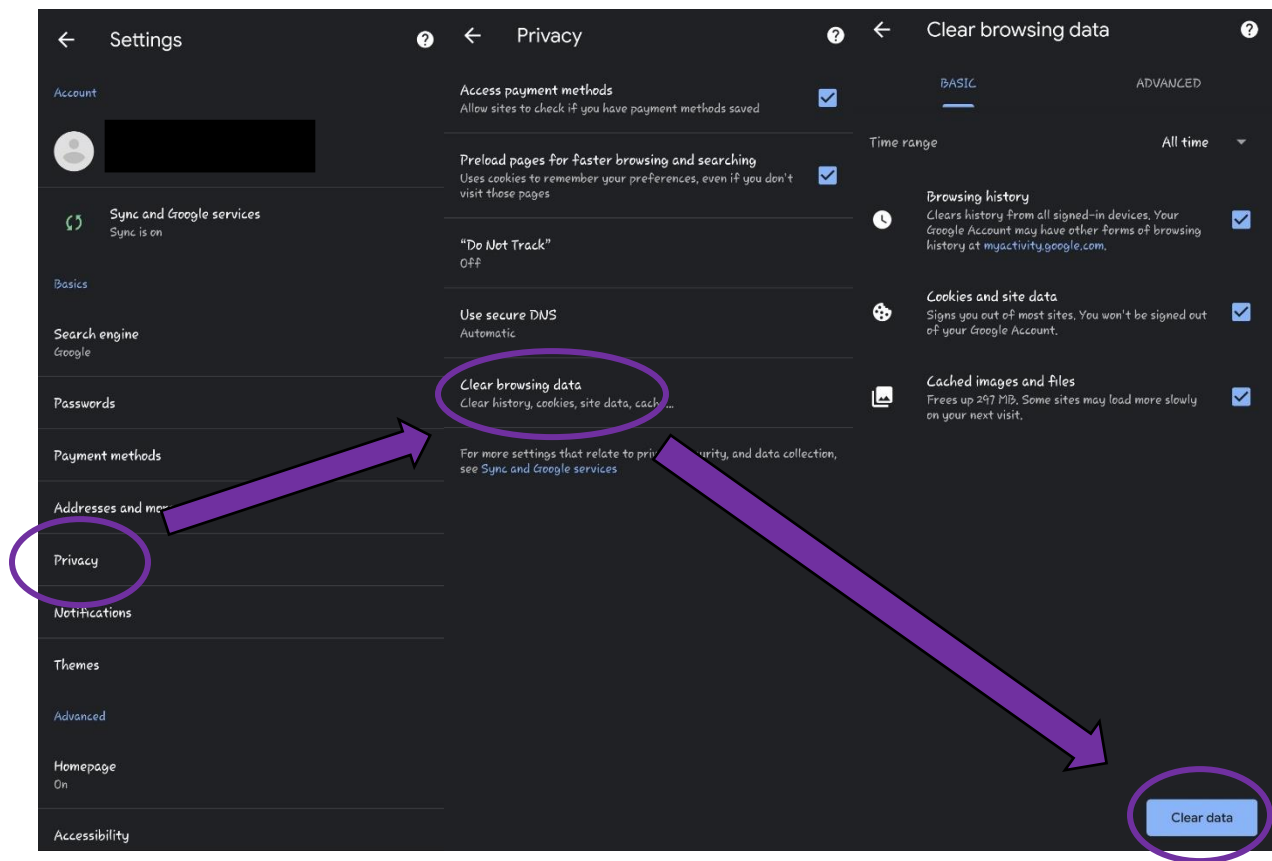 Settings
Account
Sync and Google services
Sync is on
Basics
Search engine
Google
Passwords
Payment methods
Addresses and mor
Privacy
Notifications
Themes
Advanced
Homepage
On
Accessibility
Privacy
Access payment methods
Allow sites to check if you have payment methods saved
Preload pages for faster browsing and searching
Uses cookies to remember your preferences, even if you don't
visit those pages
"Do Not Track"
Off
Use secure DNS
Automatic
Clear browsing data
Clear history, cookies, site data, cach...
For more settings that relate to pri urity, and data collection,
see Sync and Google services
Clear browsing data
BASIC
ADVANCED
Time range All time
Browsing history
Clears history from all signed-in devices. Your
Google Account may have other forms of browsing
history at myactivity.google.com.
Cookies and site data
Signs you out of most sites. You won't be signed out
of your Google Account.
Cached images and files
Frees up 297 MB. Some sites may load more slowly
on your next visit.
Clear data